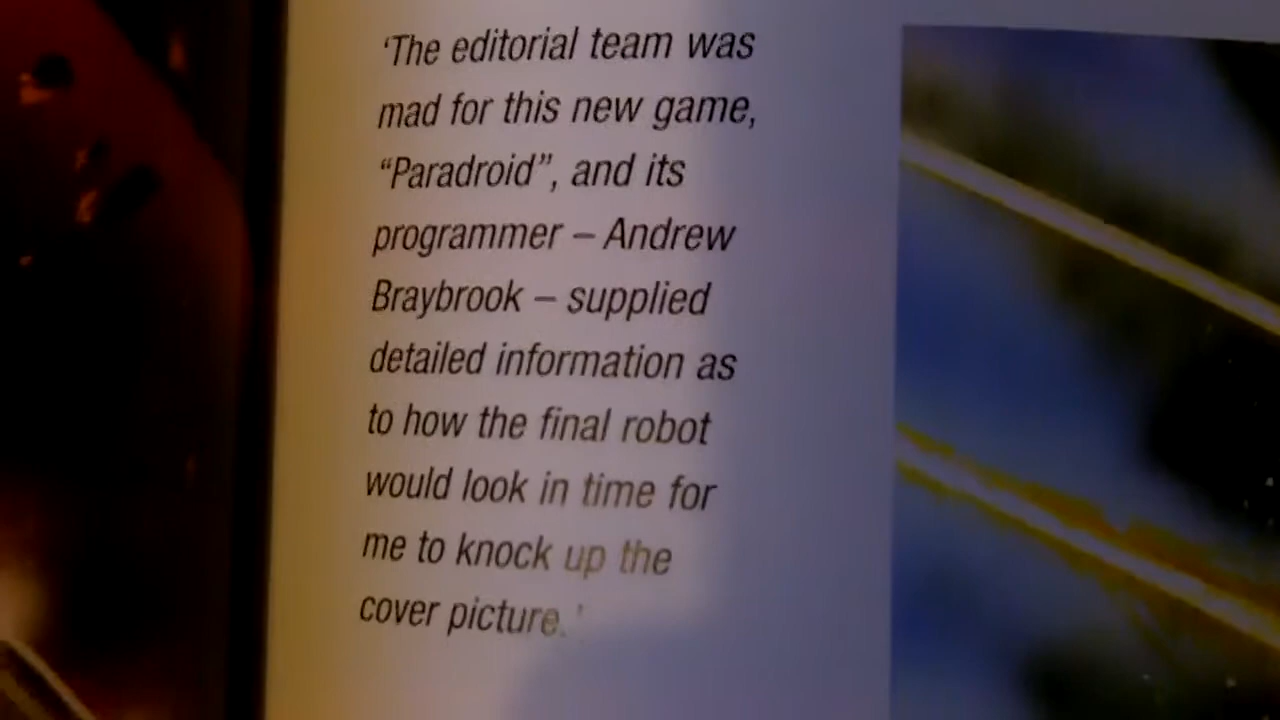 ‘The editorial team was
mad for this new game,
“Paradroid”, and its
programmer – Andrew
Braybrook – supplied
detailed information as
to how the final robot
would look in time for
me to knock up the
cover picture.’